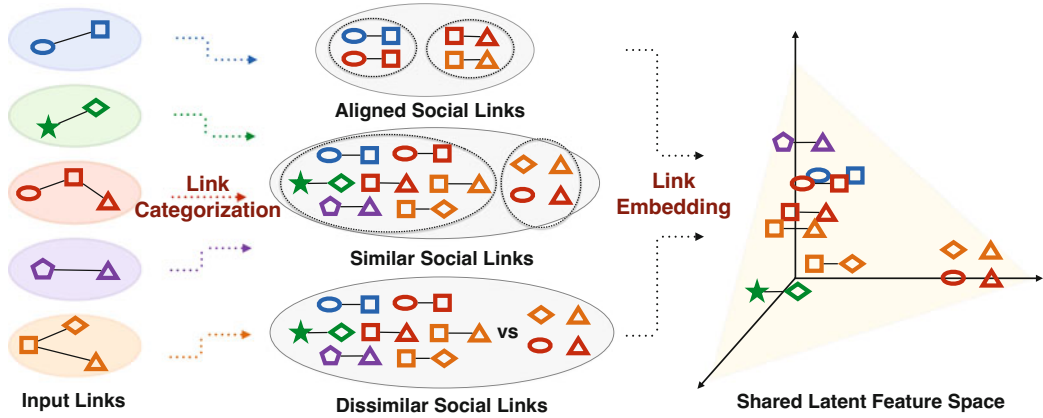 Input Links
Link
Categorization
Aligned Social Links
Similar Social Links
vs
Dissimilar Social Links
Link
Embedding
Shared Latent Feature Space